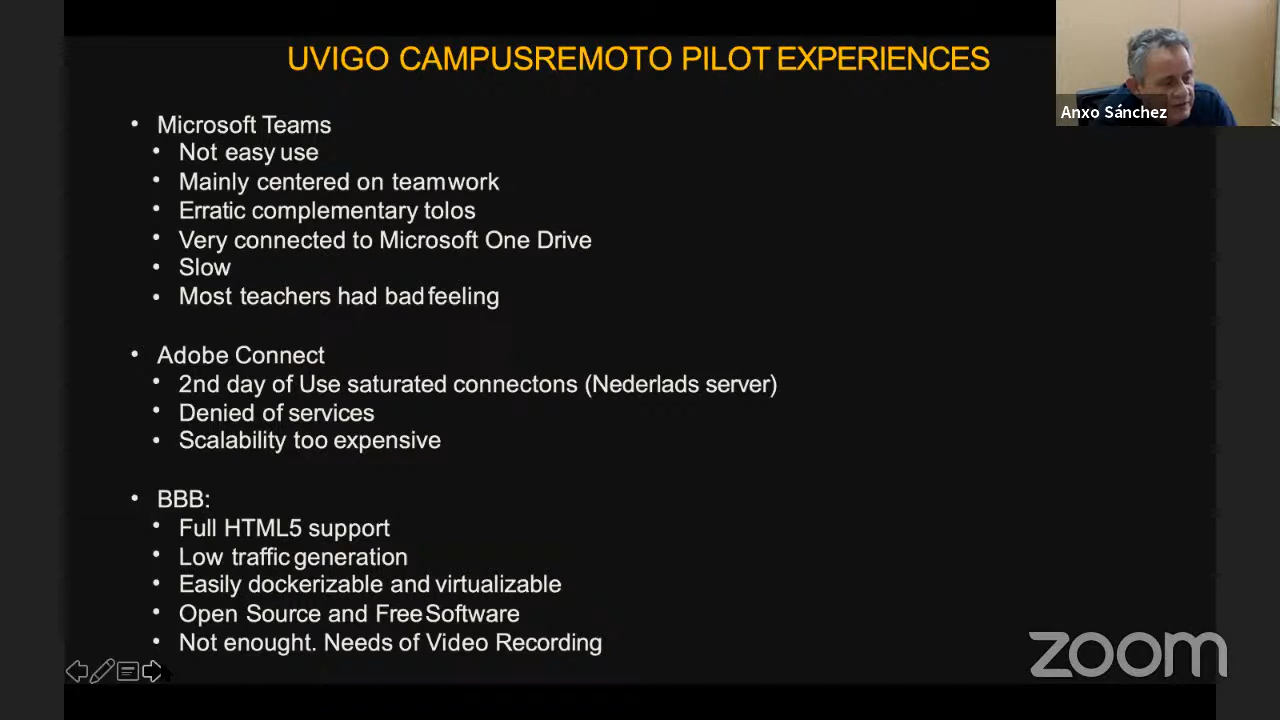 UVIGO CAMPUSREMOTO PILOT EXPERIENCES
Anxo Sánchez
• Microsoft Teams
• Not easy use
• Mainly centered on teamwork
• Erratic complementary tolos
• Very connected to Microsoft One Drive
• Slow
• Most teachers had bad feeling
• Adobe Connect
• 2nd day of Use saturated connectons (Nederlads server)
• Denied of services
• Scalability too expensive
• BBB:
• Full HTML5 support
• Low traffic generation
• Easily dockerizable and virtualizable
• Open Source and Free Software
• Not enought. Needs of Video Recording
zoom